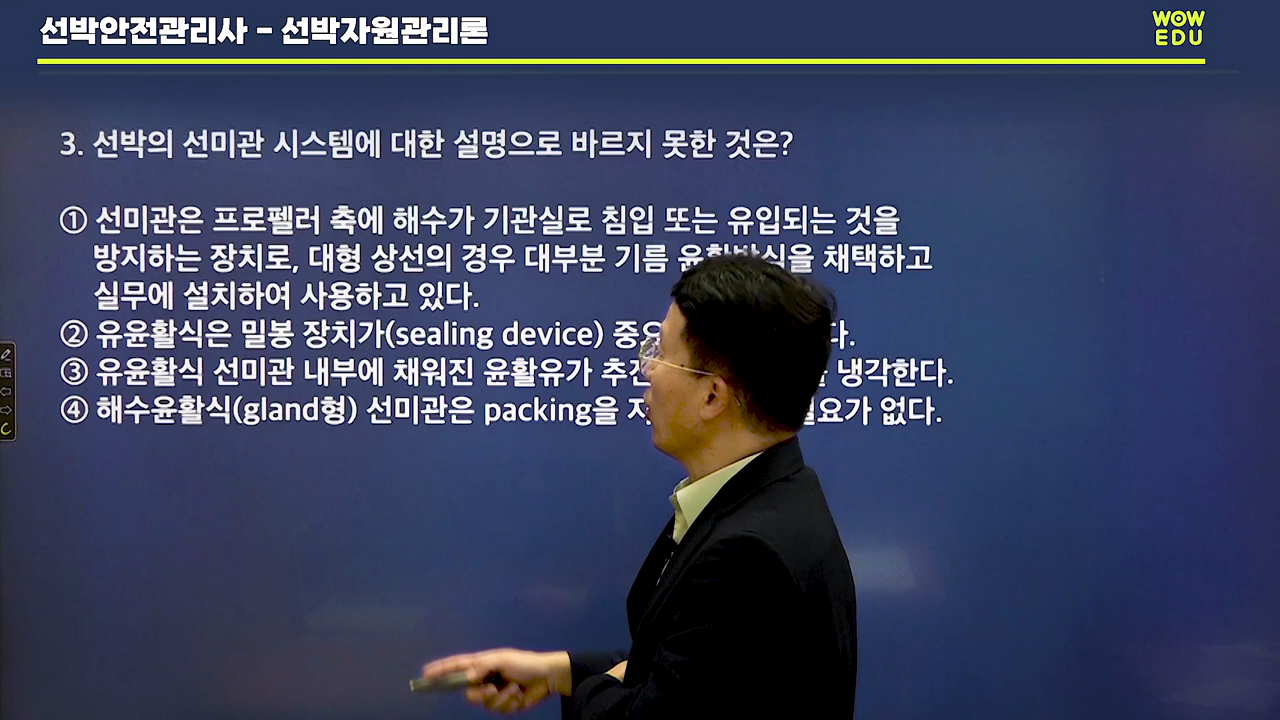 선박안전관리사 - 선박자원관리론
WOW
EDU
3. 선박의 선미관 시스템에 대한 설명으로 바르지 못한 것은?
① 선미관은 프로펠러 축에 해수가 기관실로 침입 또는 유입되는 것을
방지하는 장치로, 대형 상선의 경우 대부분 기름 윤활방식을 채택하고
실무에 설치하여 사용하고 있다.
② 유윤활식은 밀봉 장치가(sealing device)
③ 유윤활식 선미관 내부에 채워진 윤활유가 냉각한다.
④ 해수윤활식(gland형) 선미관은 packing을 없다.